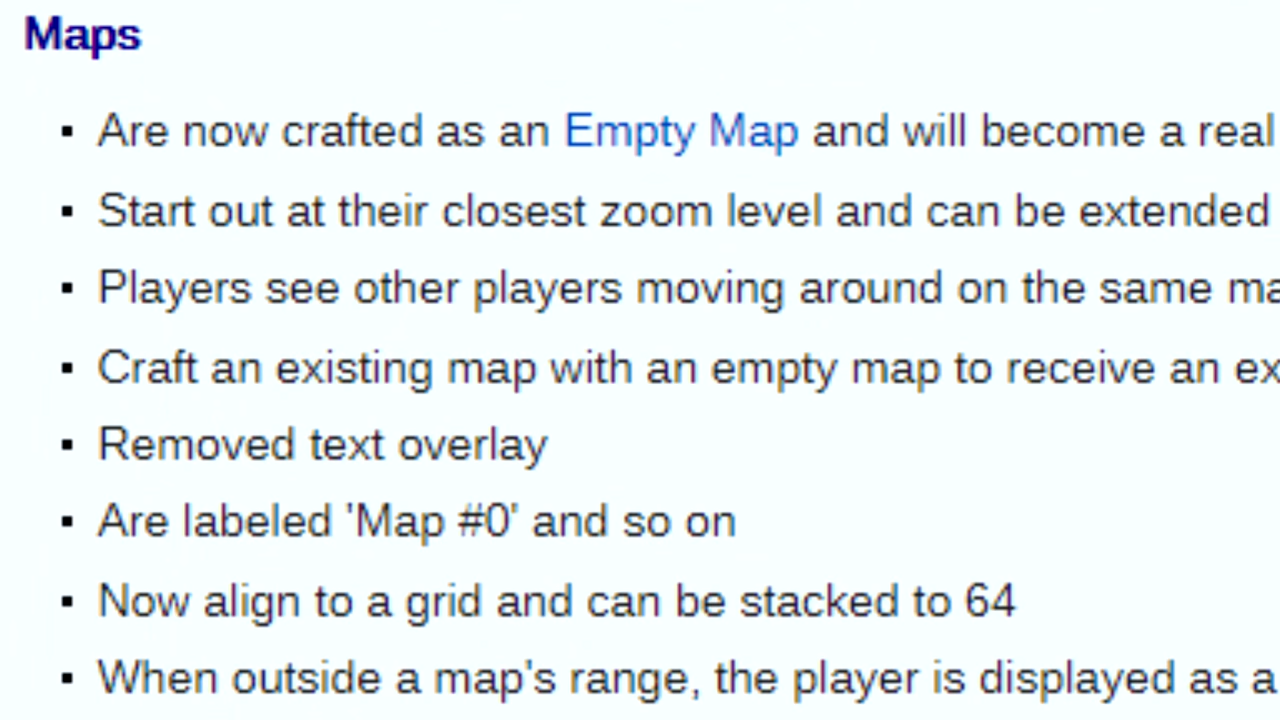 Maps
▪ Are now crafted as an Empty Map and will become a real
▪ Start out at their closest zoom level and can be extended
▪ Players see other players moving around on the same
▪ Craft an existing map with an empty map to receive an
▪ Removed text overlay
▪ Are labeled 'Map #0' and so on
▪ Now align to a grid and can be stacked to 64
▪ When outside a map's range, the player is displayed as a